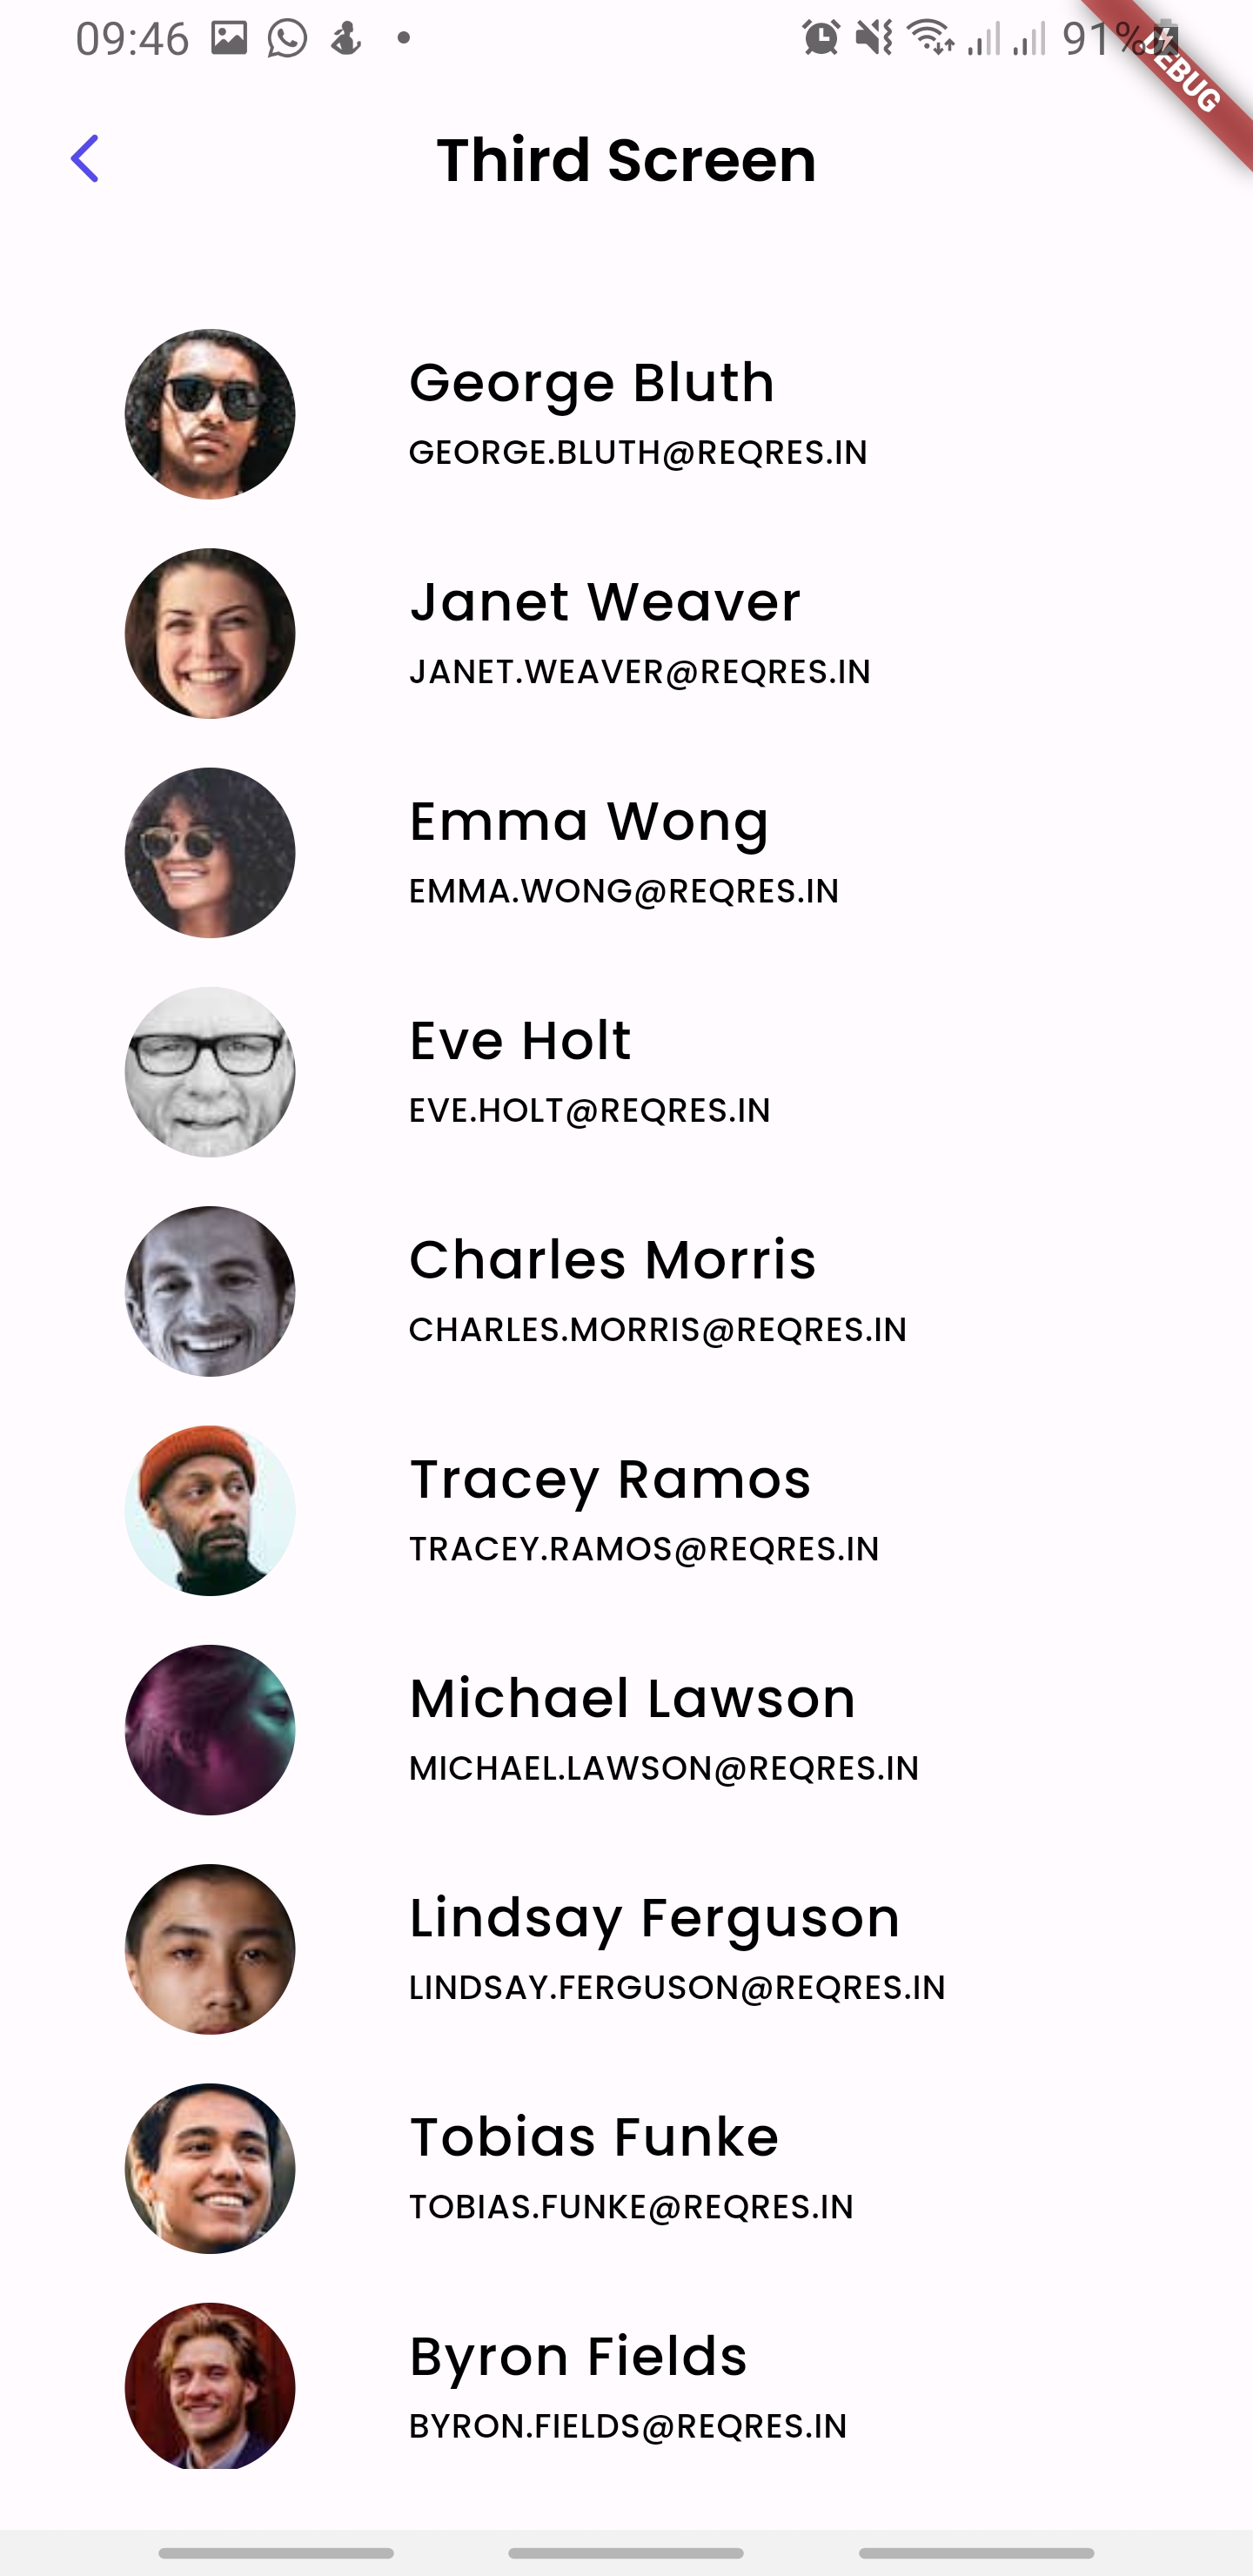 09:46
91%
DEBUG
Third Screen
George Bluth
GEORGE.BLUTH@REQRES.IN
Janet Weaver
JANET.WEAVER@REQRES.IN
Emma Wong
EMMA.WONG@REQRES.IN
Eve Holt
EVE.HOLT@REQRES.IN
Charles Morris
CHARLES.MORRIS@REQRES.IN
Tracey Ramos
TRACEY.RAMOS@REQRES.IN
Michael Lawson
MICHAEL.LAWSON@REQRES.IN
Lindsay Ferguson
LINDSAY.FERGUSON@REQRES.IN
Tobias Funke
TOBIAS.FUNKE@REQRES.IN
Byron Fields
BYRON.FIELDS@REQRES.IN